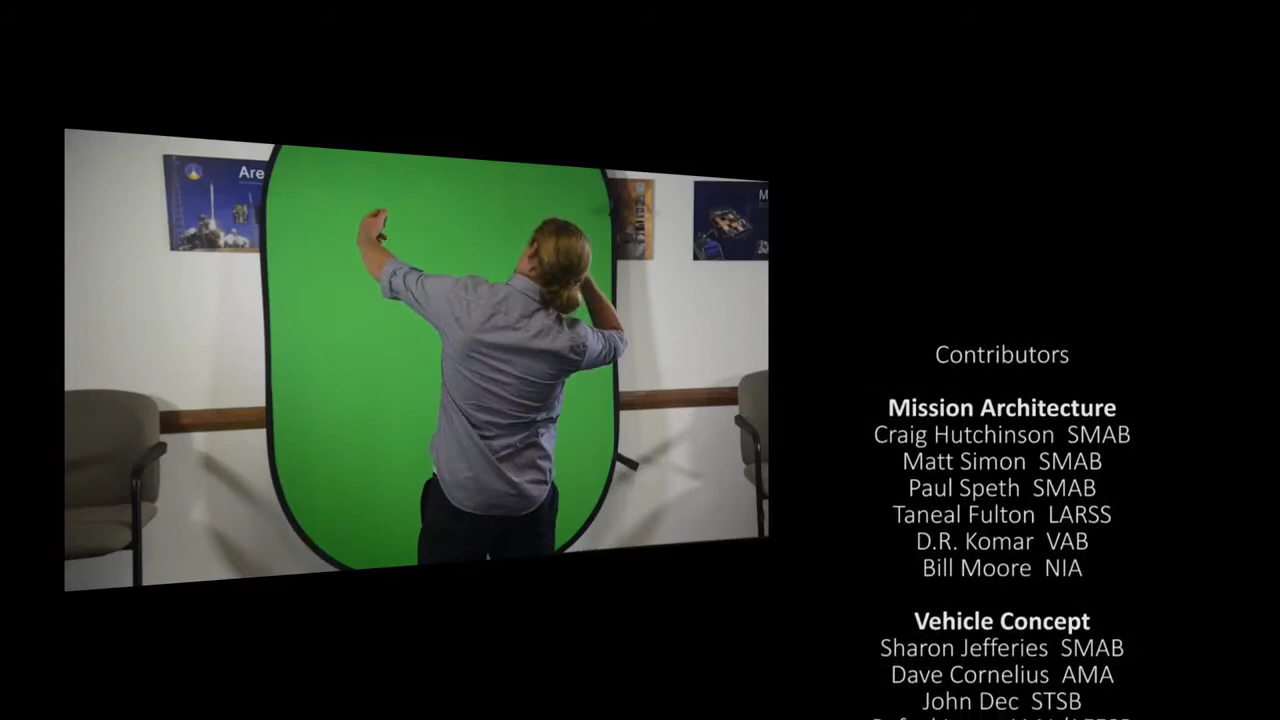 Are
M
Contributors
Mission Architecture
Craig Hutchinson SMAB
Matt Simon SMAB
Paul Speth SMAB
Taneal Fulton LARSS
D.R. Komar VAB
Bill Moore NIA
Vehicle Concept
Sharon Jefferies SMAB
Dave Cornelius AMA
John Dec STSB